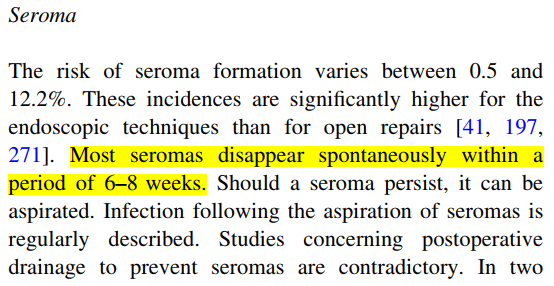 Seroma
The risk of seroma formation varies between 0.5 and
12.2%. These incidences are significantly higher for the
endoscopic techniques than for open repairs [41, 197,
271]. Most seromas disappear spontaneously within a
period of 6–8 weeks. Should a seroma persist, it can be
aspirated. Infection following the aspiration of seromas is
regularly described. Studies concerning postoperative
drainage to prevent seromas are contradictory. In two